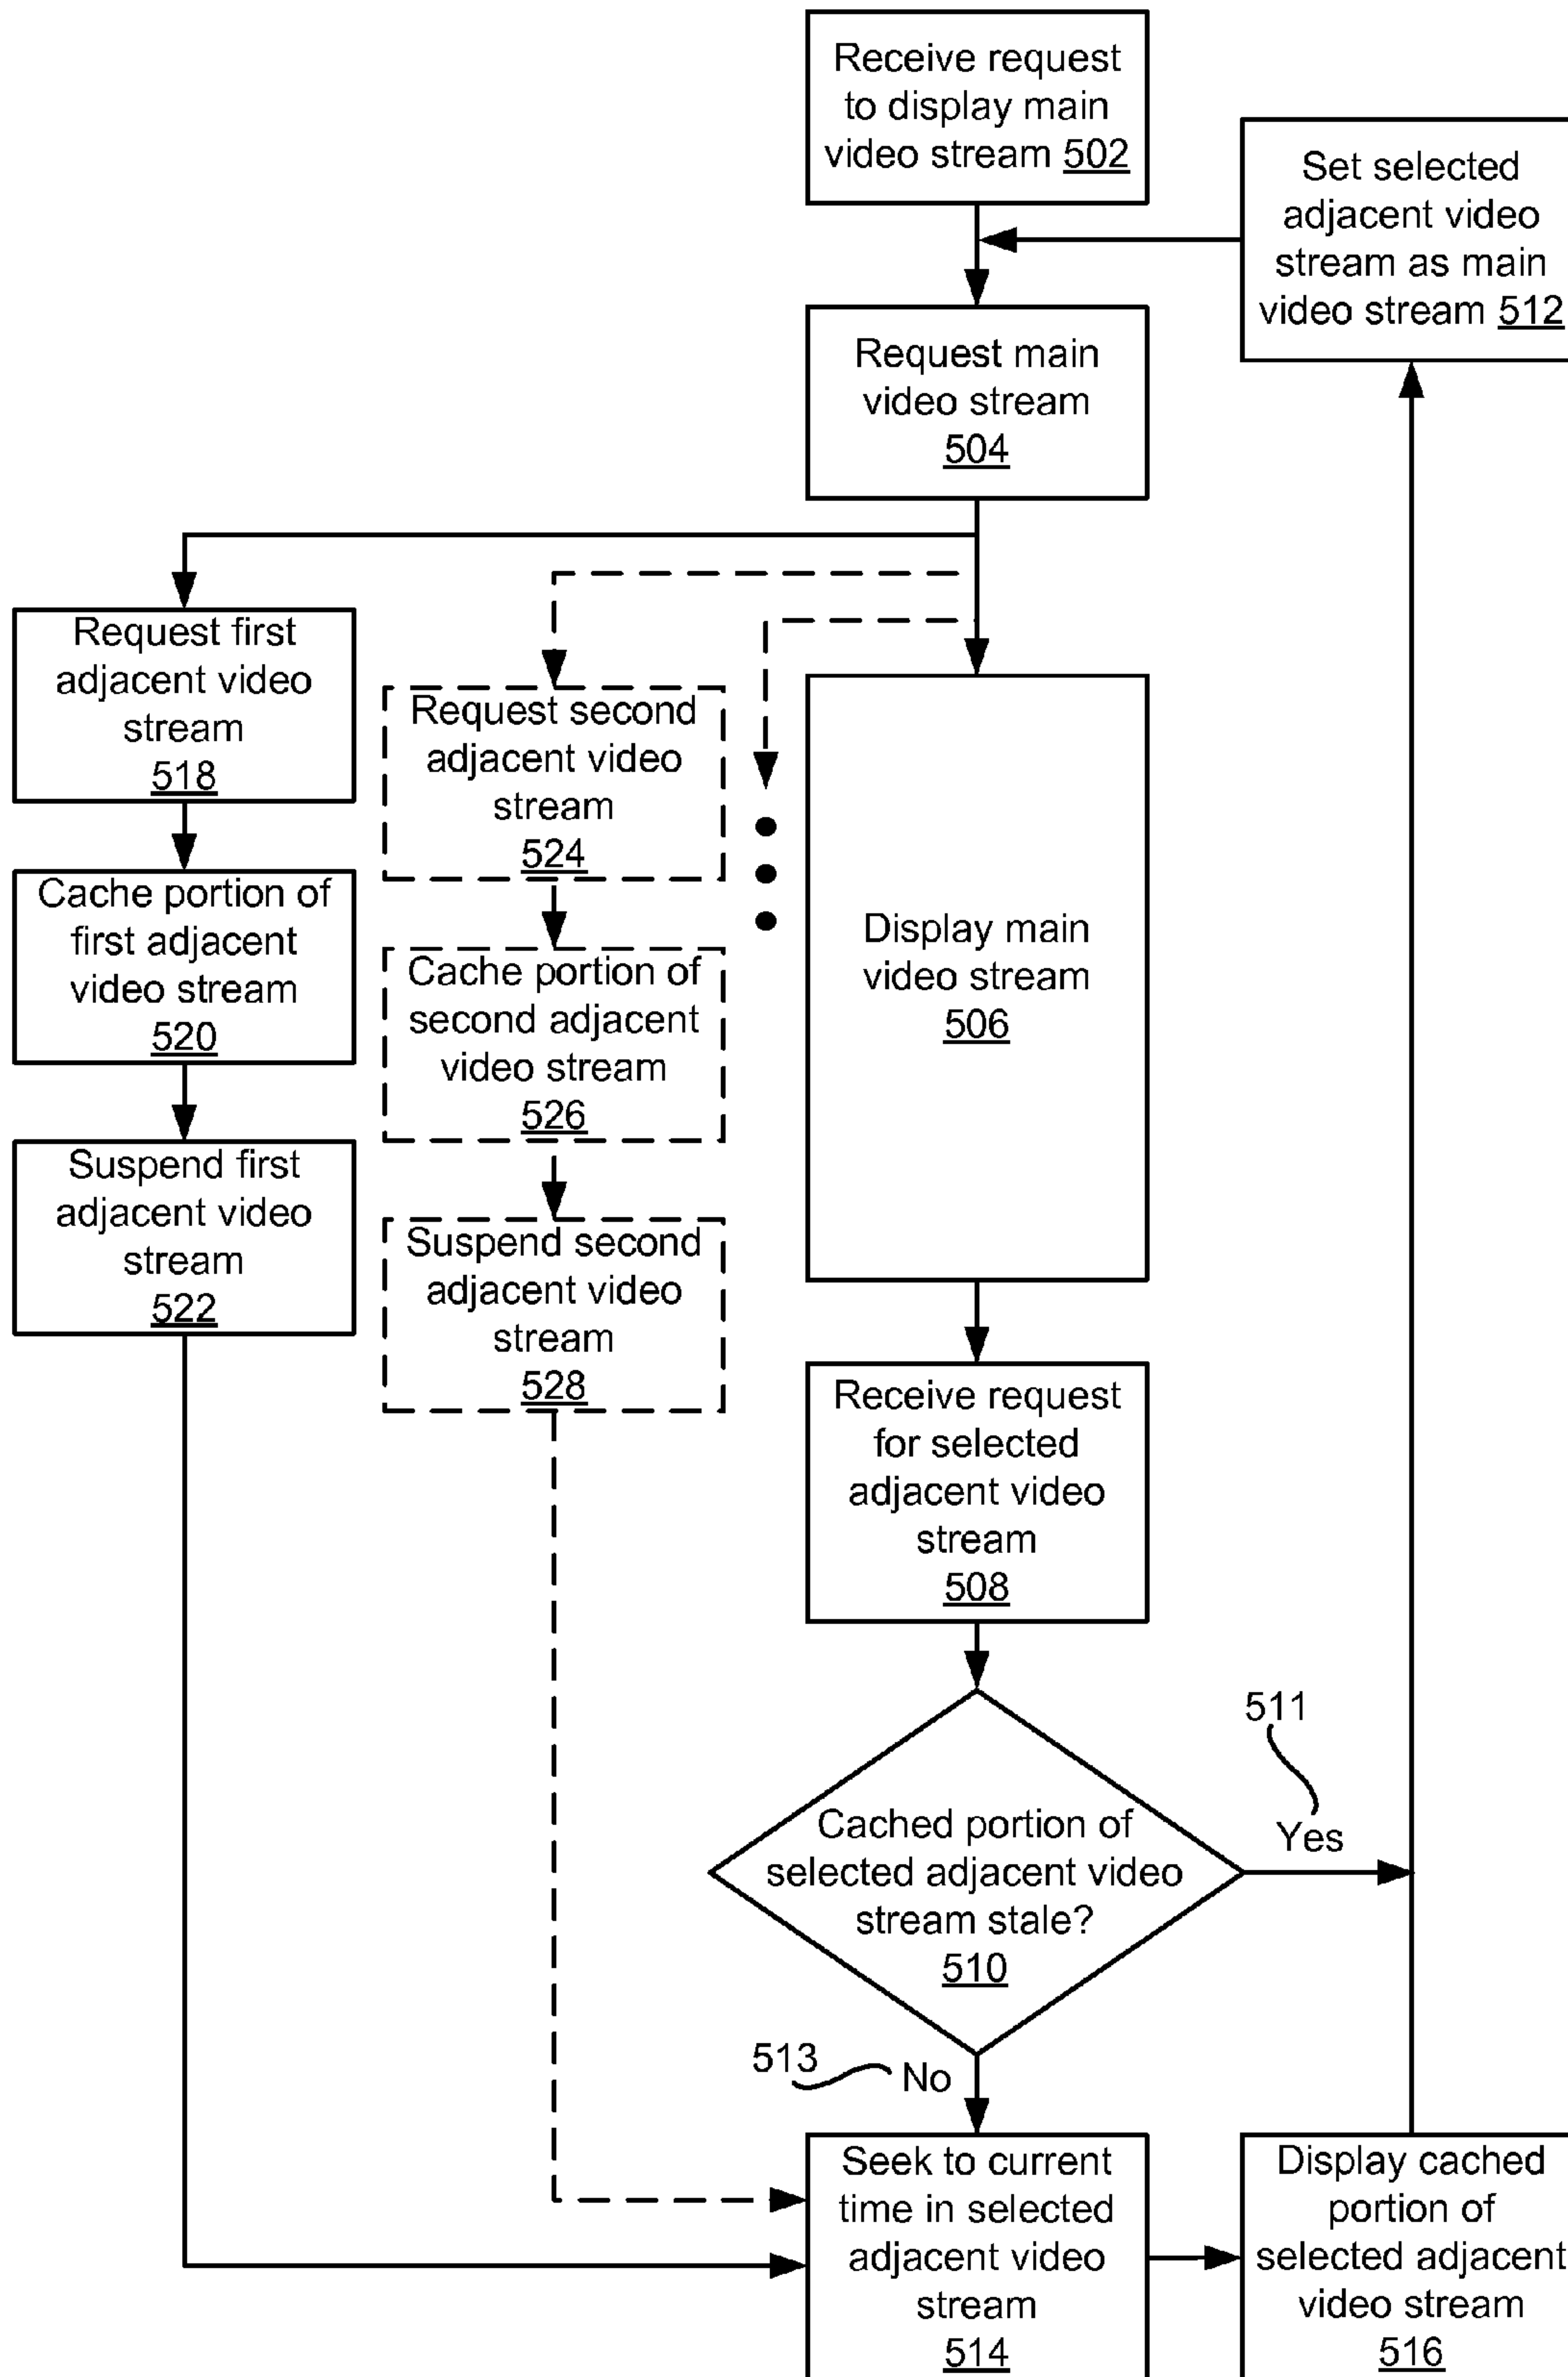 Receive request
to display main
video stream 502
Set selected
adjacent video
stream as main
video stream 512
Request main
video stream
504
Request first
adjacent video
stream
518
Request second
adjacent video
stream
524
Cache portion of
first adjacent
video stream
520
Display main
video stream
506
Cache portion of
second adjacent
video stream
526
Suspend first
adjacent video
stream
522
Suspend second
adjacent video
stream
528
Receive request
for selected
adjacent video
stream
508
511
Yes
Cached portion of
selected adjacent video
stream stale?
510
513
No
Seek to current
time in selected
adjacent video
stream
514
Display cached
portion of
selected adjacent
video stream
516